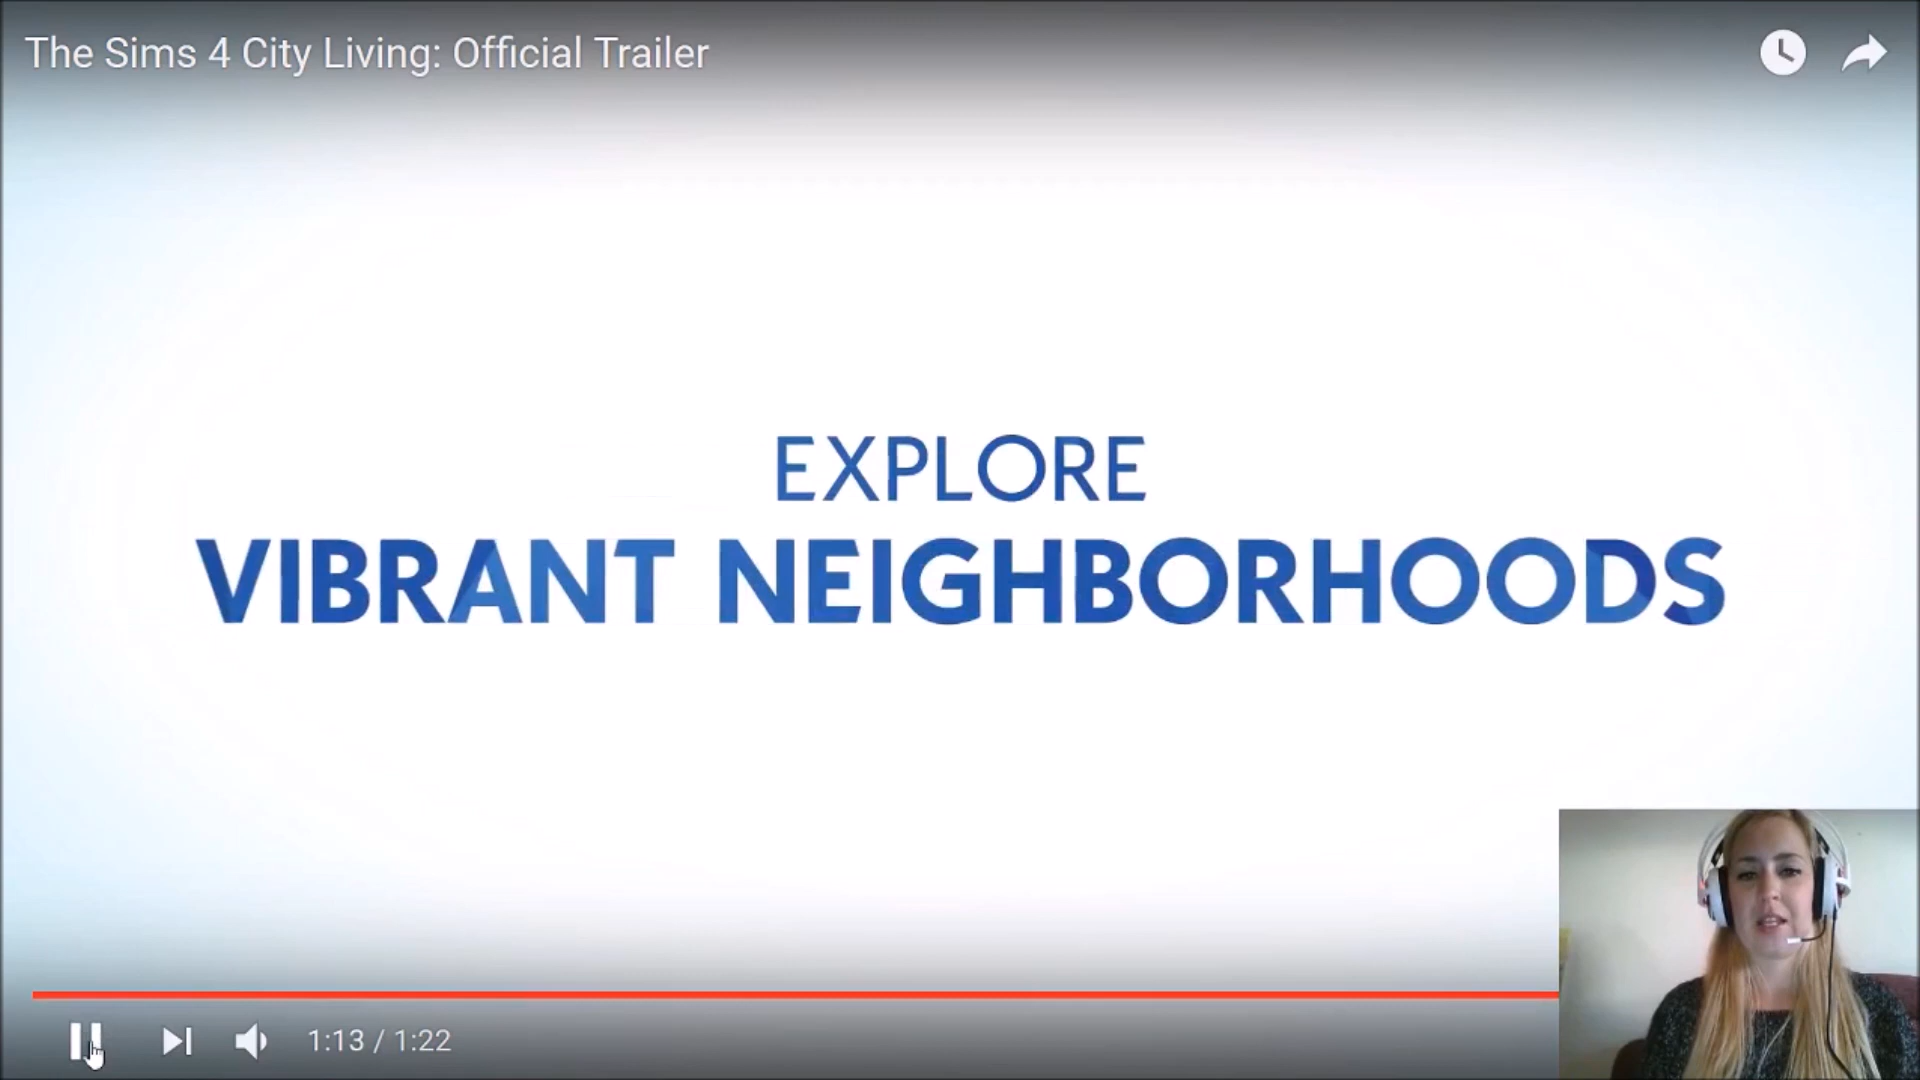 The Sims 4 City Living: Official Trailer
EXPLORE
VIBRANT NEIGHBORHOODS
1:13 / 1:22